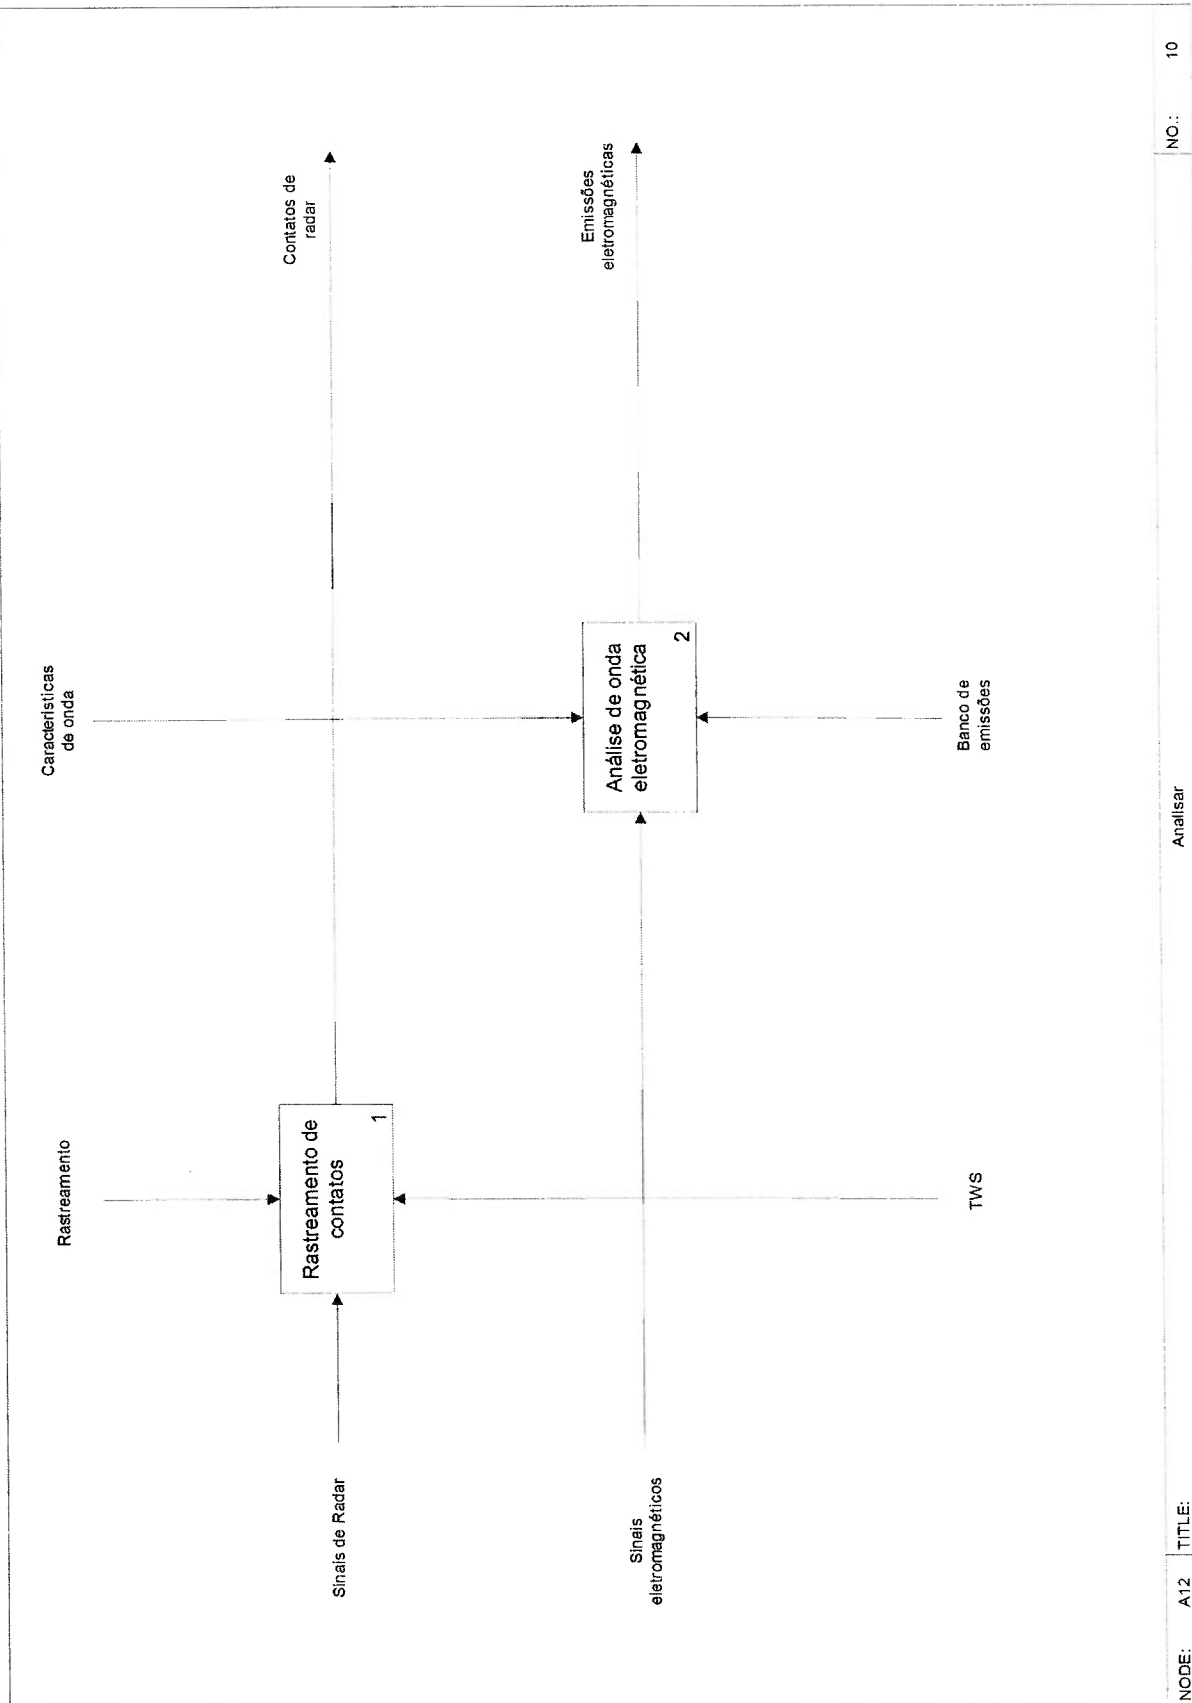 Rastreamento
Características
de onda
Contatos de
radar
Rastreamento de
contatos
1
Sinais de Radar
Emissões
eletromagnéticas
Análise de onda
eletromagnética
2
Sinais
eletromagnéticos
TWS
Banco de
emissões
NODE: A12 TITLE: Analisar NO.: 10